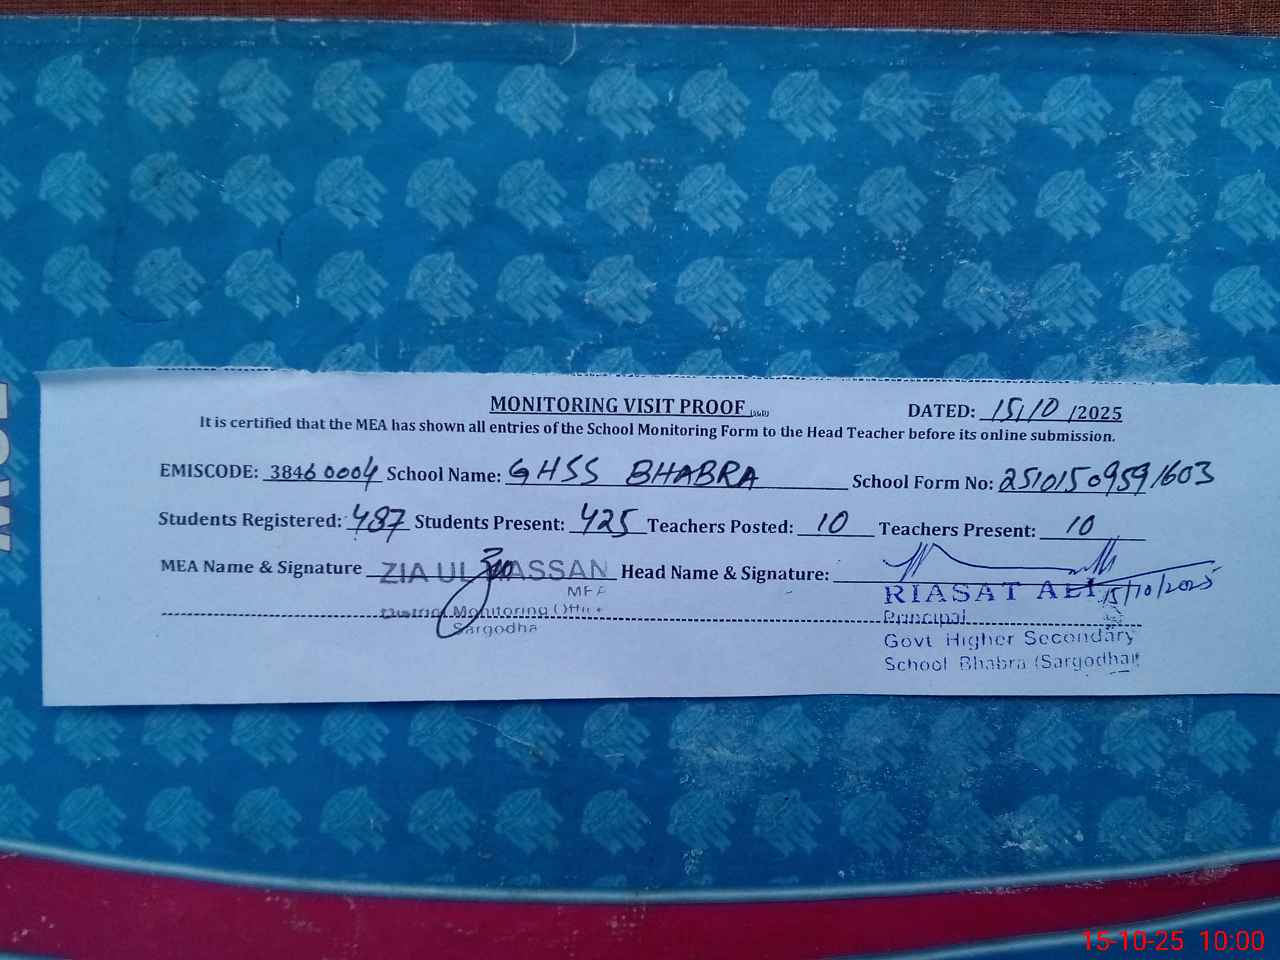 MONITORING VISIT PROOF (SGD) DATED: 15/10 /2025
It is certified that the MEA has shown all entries of the School Monitoring Form to the Head Teacher before its online submission.
EMISCODE: 38460004 School Name: GHSS BHABRA School Form No: 25101509591603
Students Registered: 487 Students Present: 425 Teachers Posted: 10 Teachers Present: 10
MEA Name & Signature ZIA UL HASSAN Head Name & Signature:
MEA
District Monitoring Office
Sargodha
RIASAT ALI 15/10/2025
Principal
Govt Higher Secondary
School Bhabra (Sargodha)
15-10-25 10:00